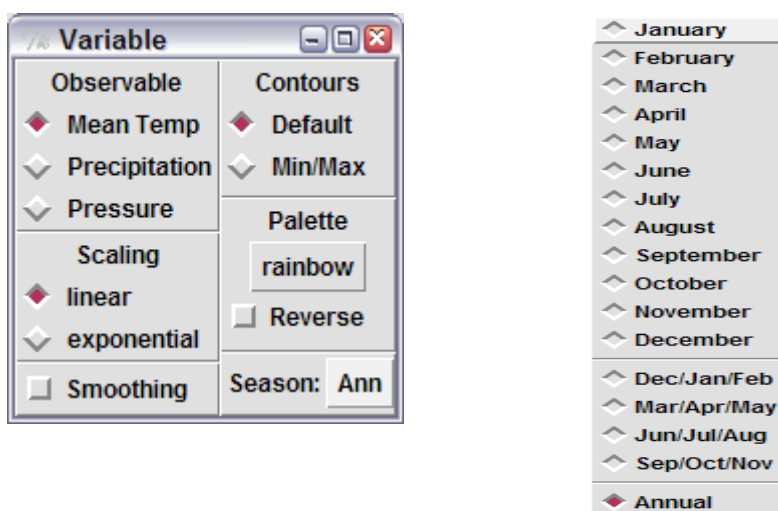 Variable
Observable
Mean Temp
Precipitation
Pressure
Scaling
linear
exponential
Smoothing
Contours
Default
Min/Max
Palette
rainbow
Reverse
Season: Ann
January
February
March
April
May
June
July
August
September
October
November
December
Dec/Jan/Feb
Mar/Apr/May
Jun/Jul/Aug
Sep/Oct/Nov
Annual